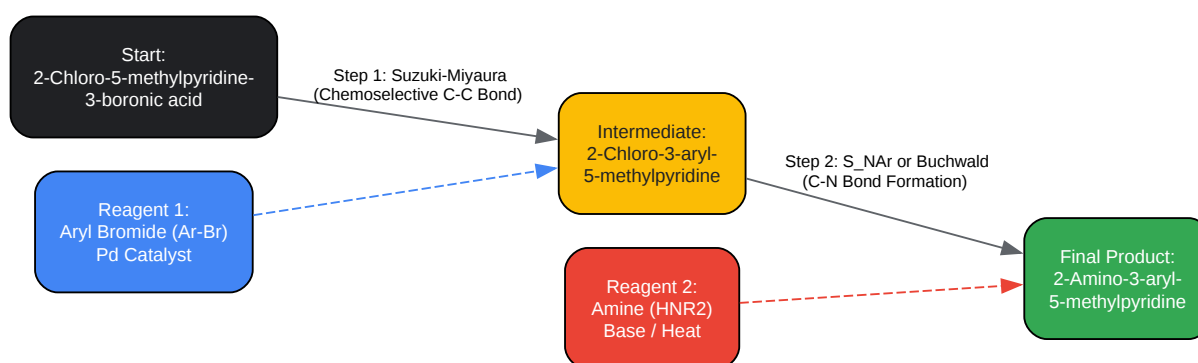 Start:
2-Chloro-5-methylpyridine-
3-boronic acid
Step 1: Suzuki-Miyaura
(Chemoselective C-C Bond)
Reagent 1:
Aryl Bromide (Ar-Br)
Pd Catalyst
Intermediate:
2-Chloro-3-aryl-
5-methylpyridine
Step 2: S_NAr or Buchwald
(C-N Bond Formation)
Reagent 2:
Amine (HNR2)
Base / Heat
Final Product:
2-Amino-3-aryl-
5-methylpyridine